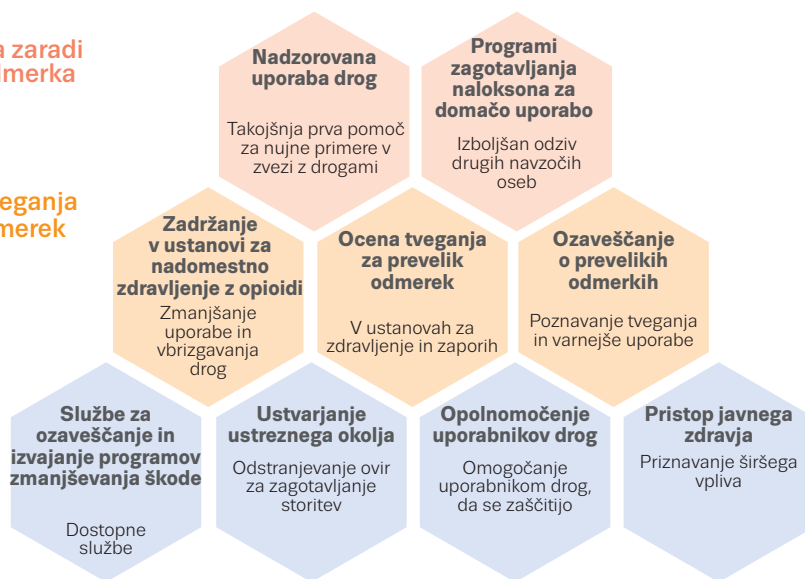 zaradi
Nadzorovana
uporaba drog
Takojšnja prva pomoč
za nujne primere v
zvezi z drogami
Programi
zagotavljanja
naloksona za
domačo uporabo
Izboljšan odziv
drugih navzočih
oseb
Zadržanje
v ustanovi za
nadomestno
zdravljenje z opioidi
Zmanjšanje
uporabe in
vbrizgavanja
drog
Ocena tveganja
za prevelik
odmerek
V ustanovah za
zdravljenje in zaporih
Ozaveščanje
o prevelikih
odmerkih
Poznavanje tveganja
in varnejše uporabe
Službe za
ozaveščanje in
izvajanje programov
zmanjševanja škode
Dostopne
službe
Ustvarjanje
ustreznega okolja
Odstranjevanje ovir
za zagotavljanje
storitev
Opolnomočenje
uporabnikov drog
Omogočanje
uporabnikom drog,
da se zaščitijo
Pristop javnega
zdravja
Priznavanje širšega
vpliva